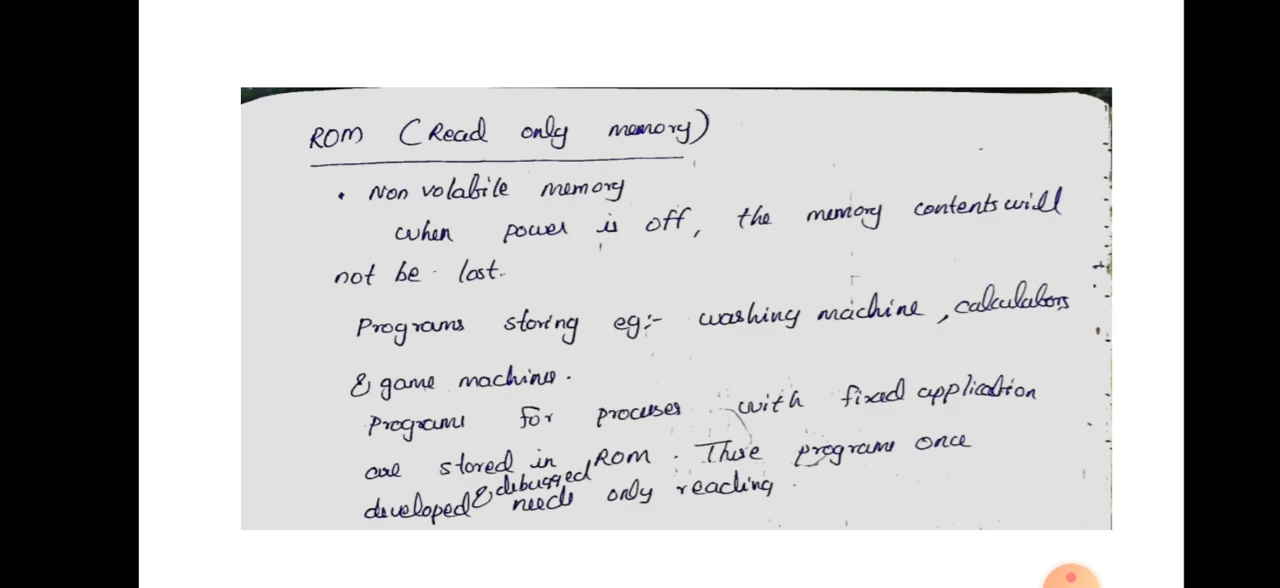 ROM (Read only memory)
• Non volabile memory
when power is off, the memory contents will
not be lost.
Programs storing eg:- washing machine, calculators
& game machines.
Programs for processes with fixed application
are stored in ROM. These programs once
developed & debugged needs only reading.